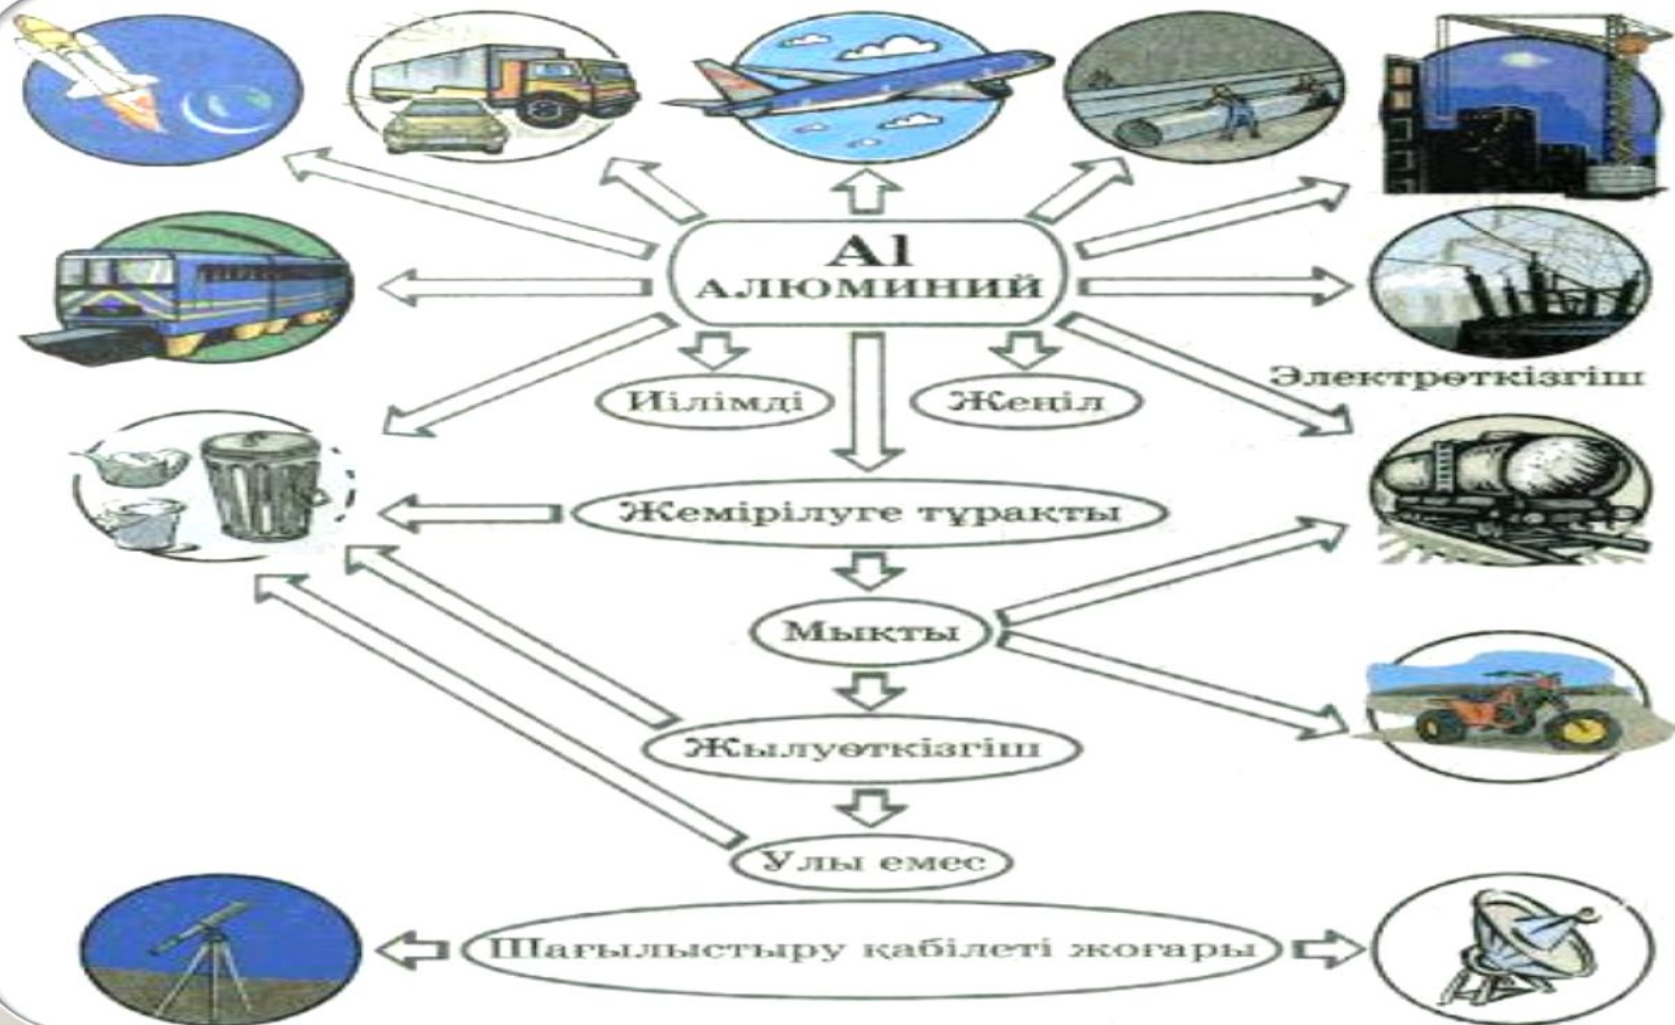 Al
АЛЮМИНИЙ
Электрөткізгіш
Иілімді
Жеңіл
Жемірілуге тұрақты
Мықты
Жылуөткізгіш
Улы емес
Шағылыстыру қабілеті жоғары